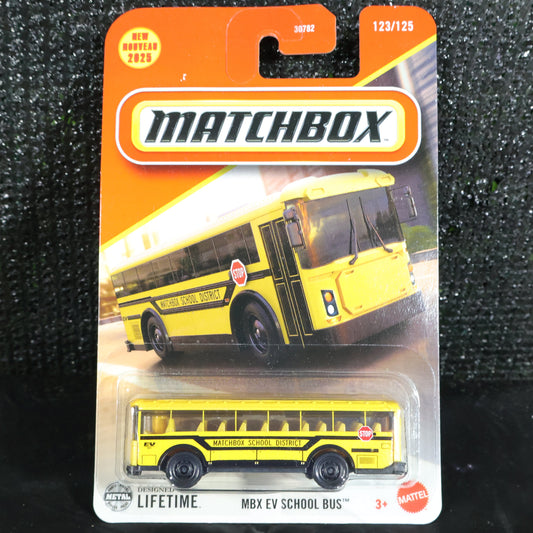 NEW
NOUVEAU
2025
30782
123/125
MATCHBOX
STOP
MATCHBOX SCHOOL DISTRICT
EV
MATCHBOX SCHOOL DISTRICT
STOP
METAL
DESIGNED
LIFETIME™
MBX EV SCHOOL BUS™
3+
MATTEL